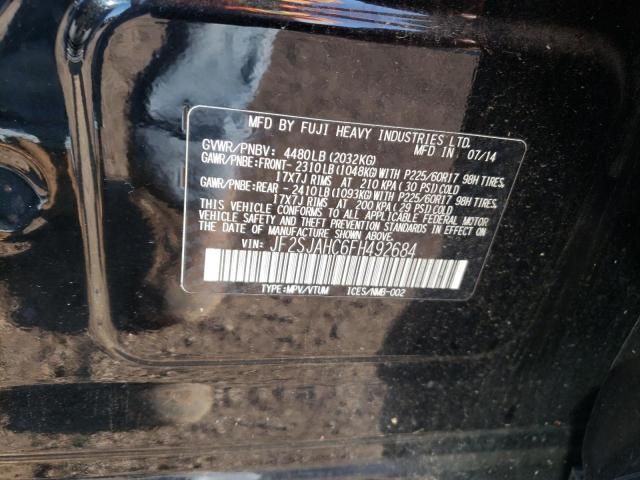 MFD BY FUJI HEAVY INDUSTRIES LTD.
MFD IN 07/14
GVWR/PNBV: 4480LB (2032KG)
GAWR/PNBE:FRONT- 2310LB (1048KG) WITH P225/60R17 98H TIRES,
17X7J RIMS AT 210 KPA ( 30 PSI) COLD
GAWR/PNBE:REAR - 2410LB (1093KG) WITH P225/60R17 98H TIRES,
17X7J RIMS AT 200 KPA ( 29 PSI) COLD
THIS VEHICLE CONFORMS TO ALL APPLICABLE FEDERAL MOTOR
VEHICLE SAFETY AND THEFT PREVENTION STANDARDS IN
EFFECT ON THE DATE OF MANUFACTURE SHOWN ABOVE.
VIN: JF2SJAHC6FH492684
TYPE:MPV/VTUM ICES/NMB-002